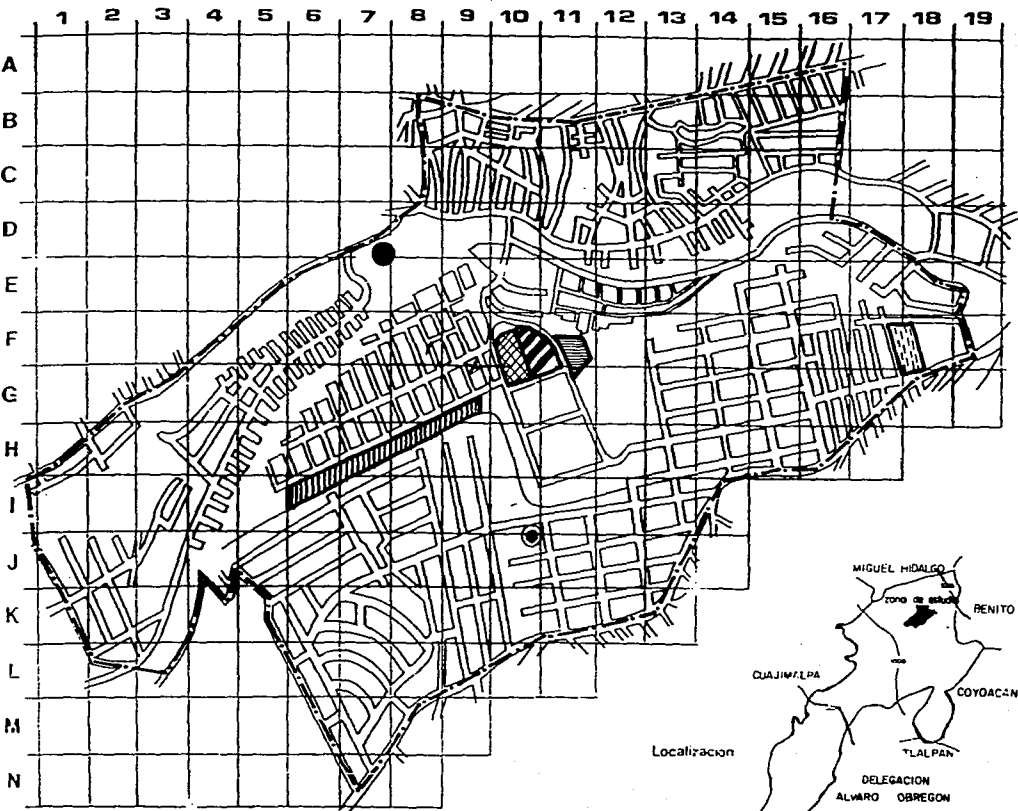 1 2 3 4 5 6 7 8 9 10 11 12 13 14 15 16 17 18 19
A
B
C
D
E
F
G
H
I
J
K
L
M
N
MIGUEL HIDALGO
zona de estudio
BENITO
CUAJIMALPA
COYOACAN
Localizacion
TLALPAN
DELEGACION
ALVARO OBREGON